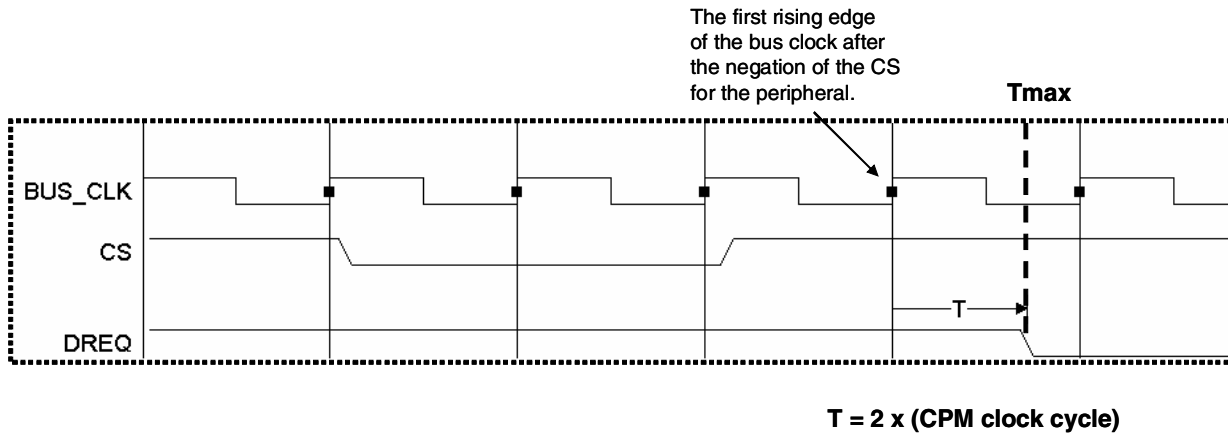 The first rising edge
of the bus clock after
the negation of the CS
for the peripheral.
Tmax
BUS_CLK
CS
T
DREQ
T = 2 x (CPM clock cycle)